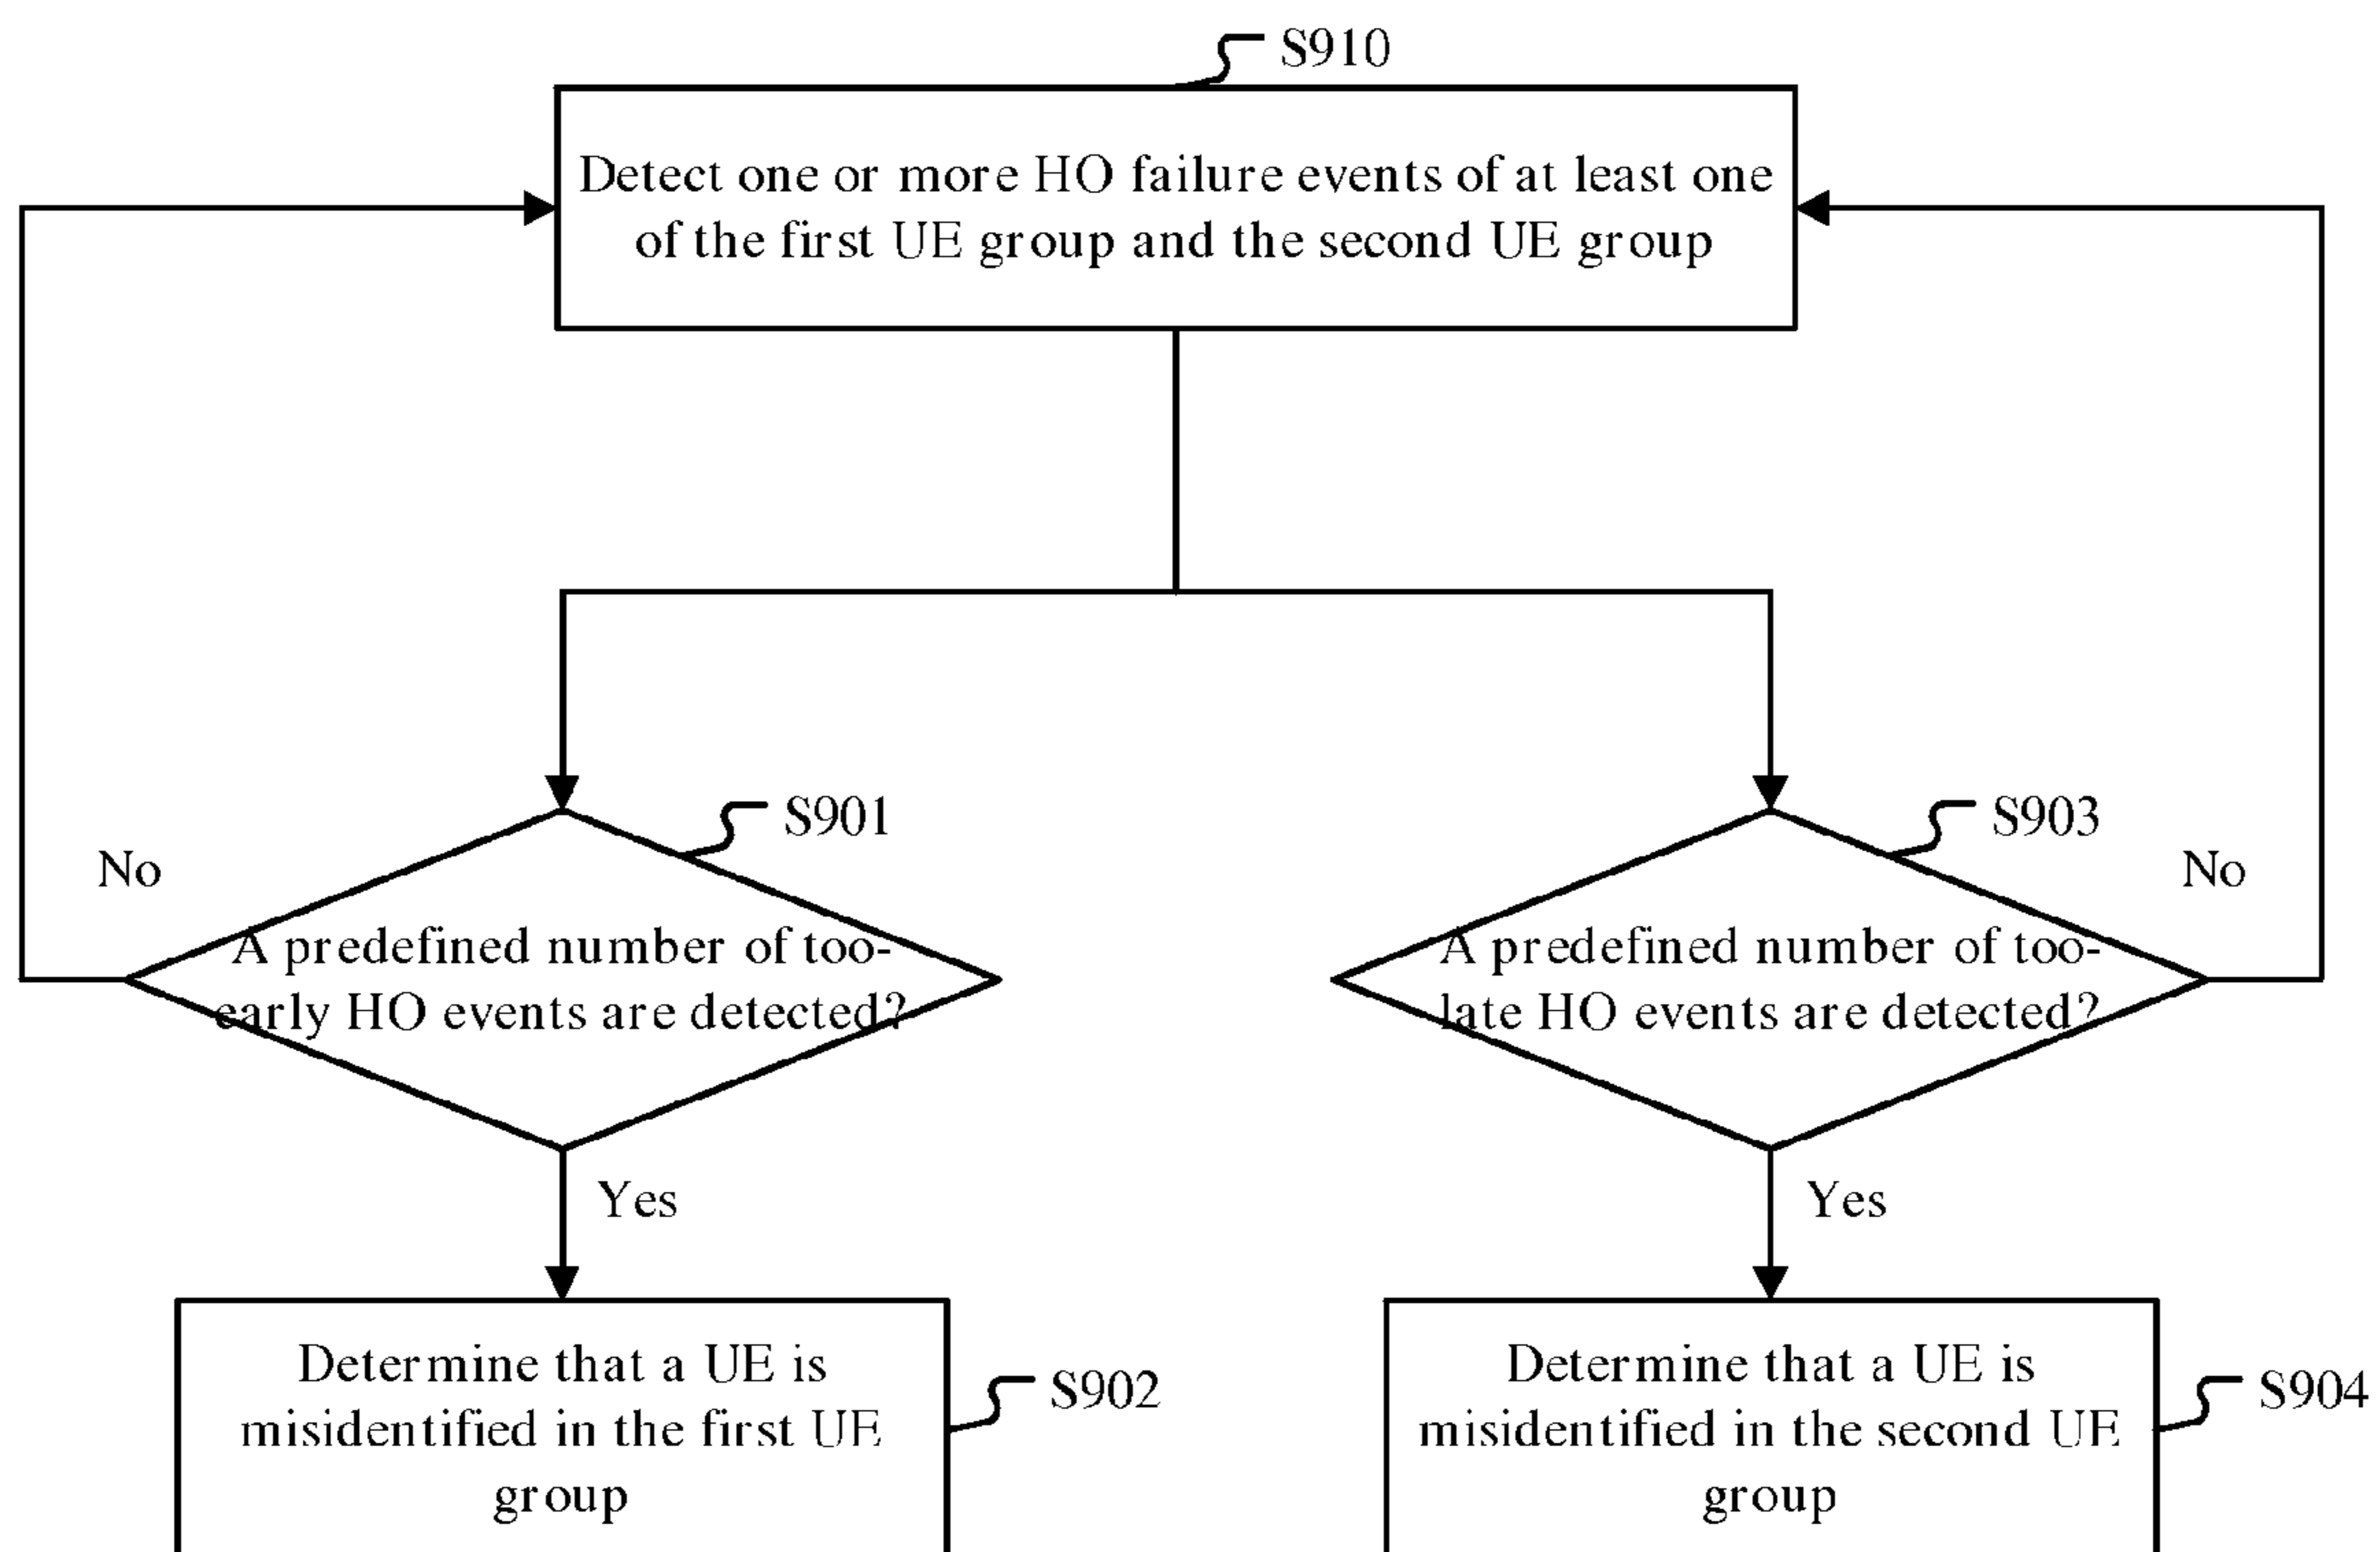 S910
Detect one or more HO failure events of at least one
of the first UE group and the second UE group
S901
S903
No
No
A predefined number of too-
early HO events are detected?
A predefined number of too-
late HO events are detected?
Yes
Yes
Determine that a UE is
misidentified in the first UE
group
S902
Determine that a UE is
misidentified in the second UE
group
S904